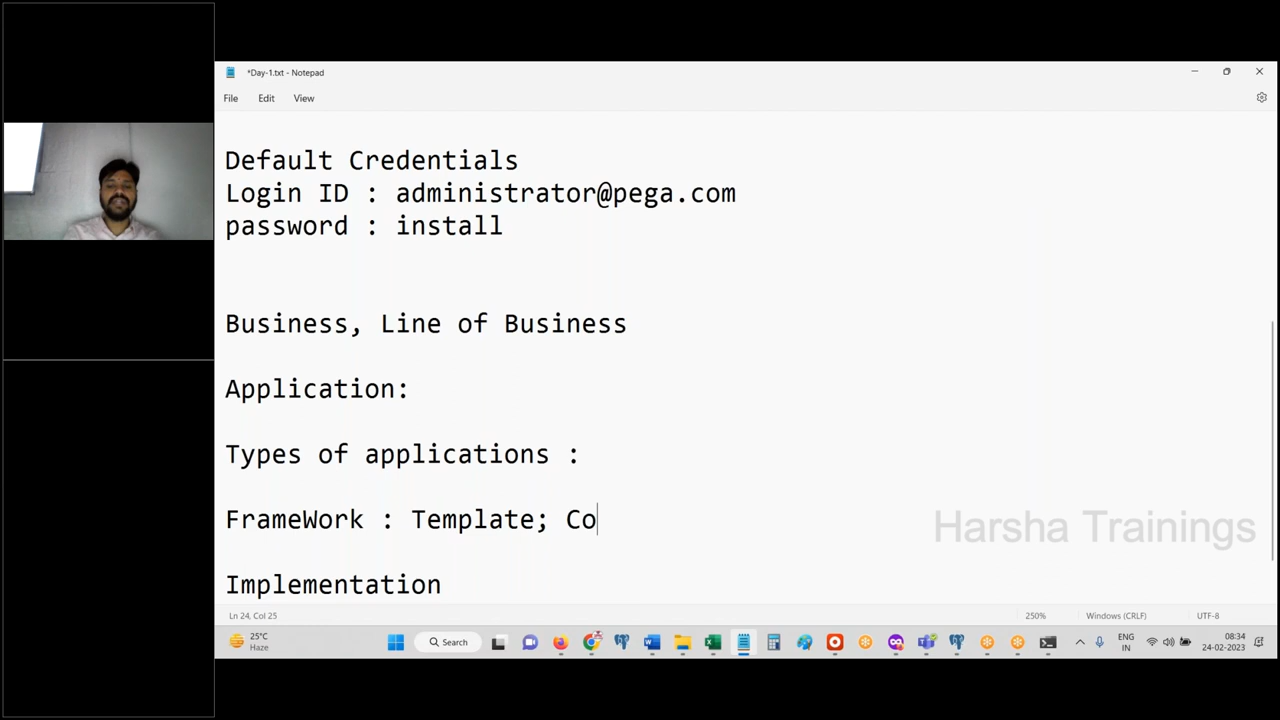 *Day-1.txt - Notepad
File Edit View
Default Credentials
Login ID : administrator@pega.com
password : install
Business, Line of Business
Application:
Types of applications :
FrameWork : Template; Co
Harsha Trainings
Implementation
Ln 24, Col 25 250% Windows (CRLF) UTF-8
25°C
Haze
Search
ENG
IN
08:34
24-02-2023